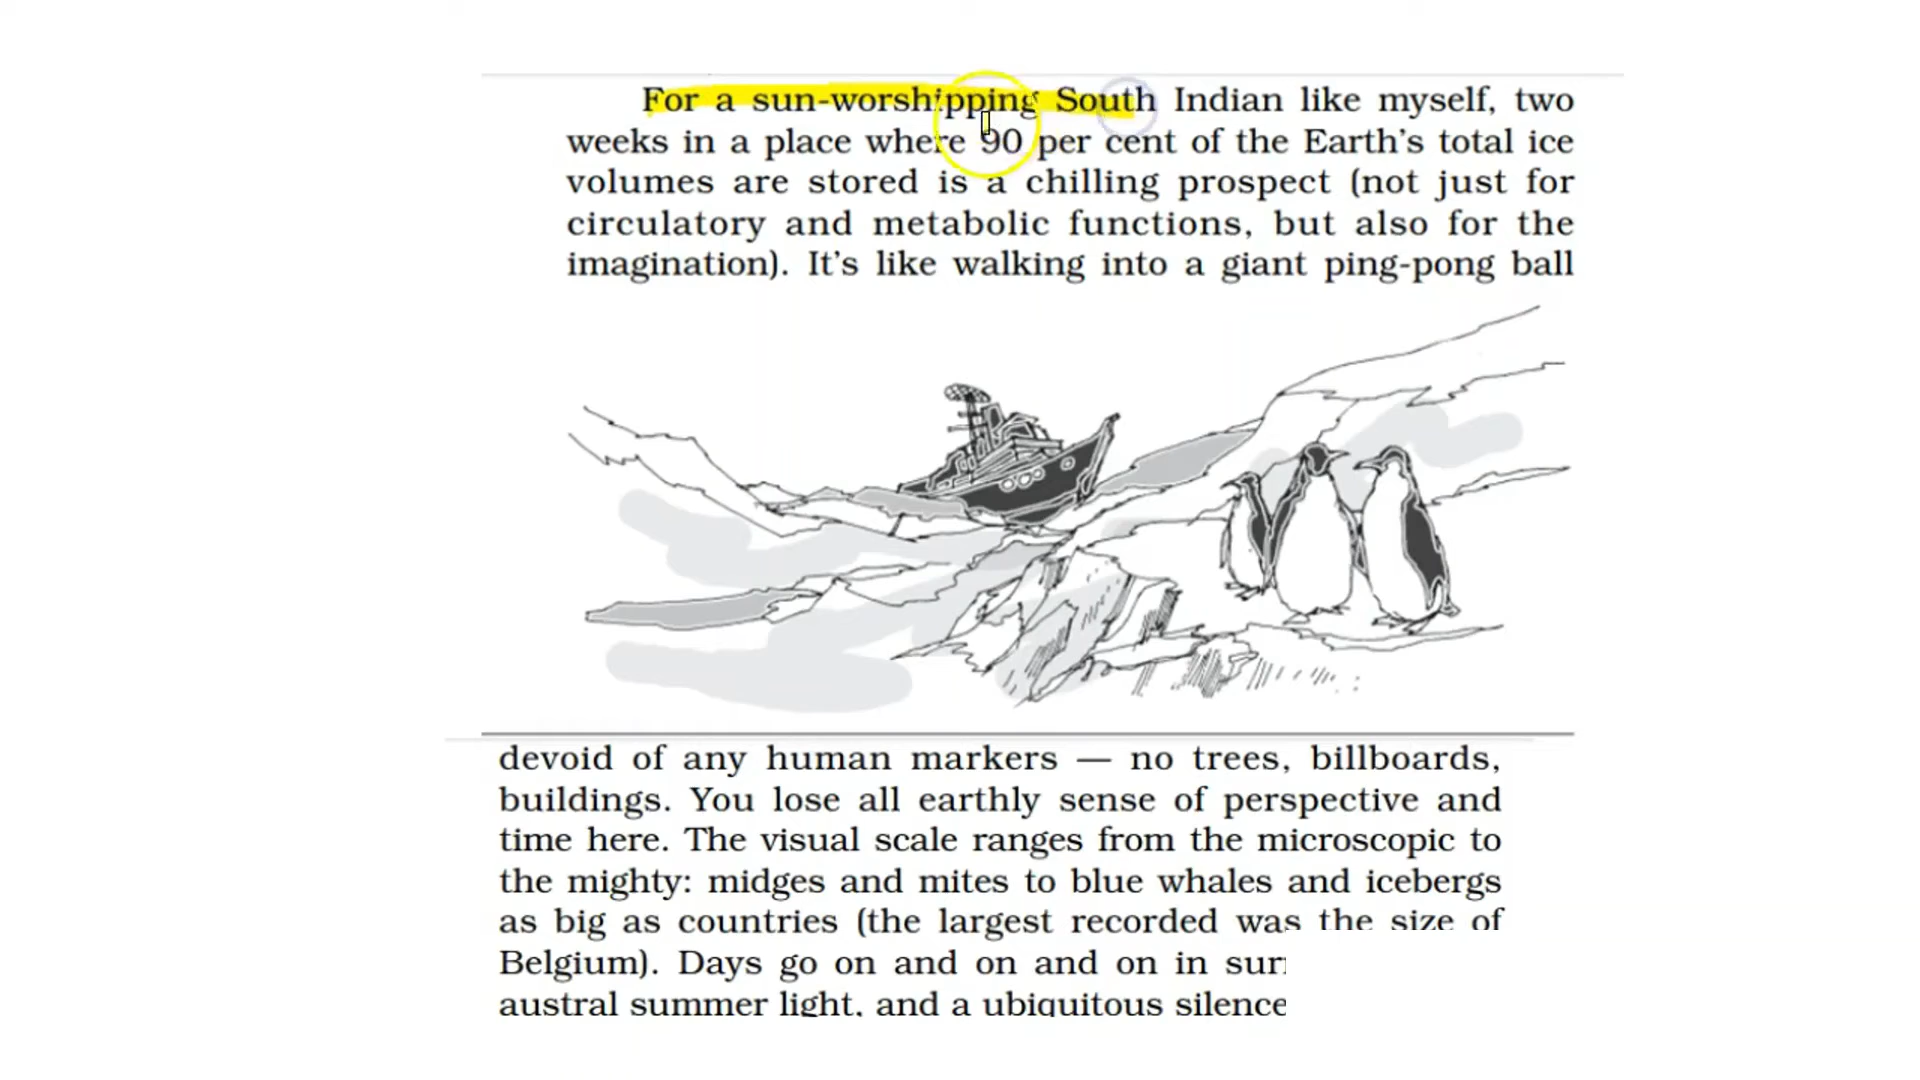 For a sun-worshipping South Indian like myself, two
weeks in a place where 90 per cent of the Earth's total ice
volumes are stored is a chilling prospect (not just for
circulatory and metabolic functions, but also for the
imagination). It's like walking into a giant ping-pong ball
devoid of any human markers — no trees, billboards,
buildings. You lose all earthly sense of perspective and
time here. The visual scale ranges from the microscopic to
the mighty: midges and mites to blue whales and icebergs
as big as countries (the largest recorded was the size of
Belgium). Days go on and on and on in
austral summer light, and a ubiquitous silence